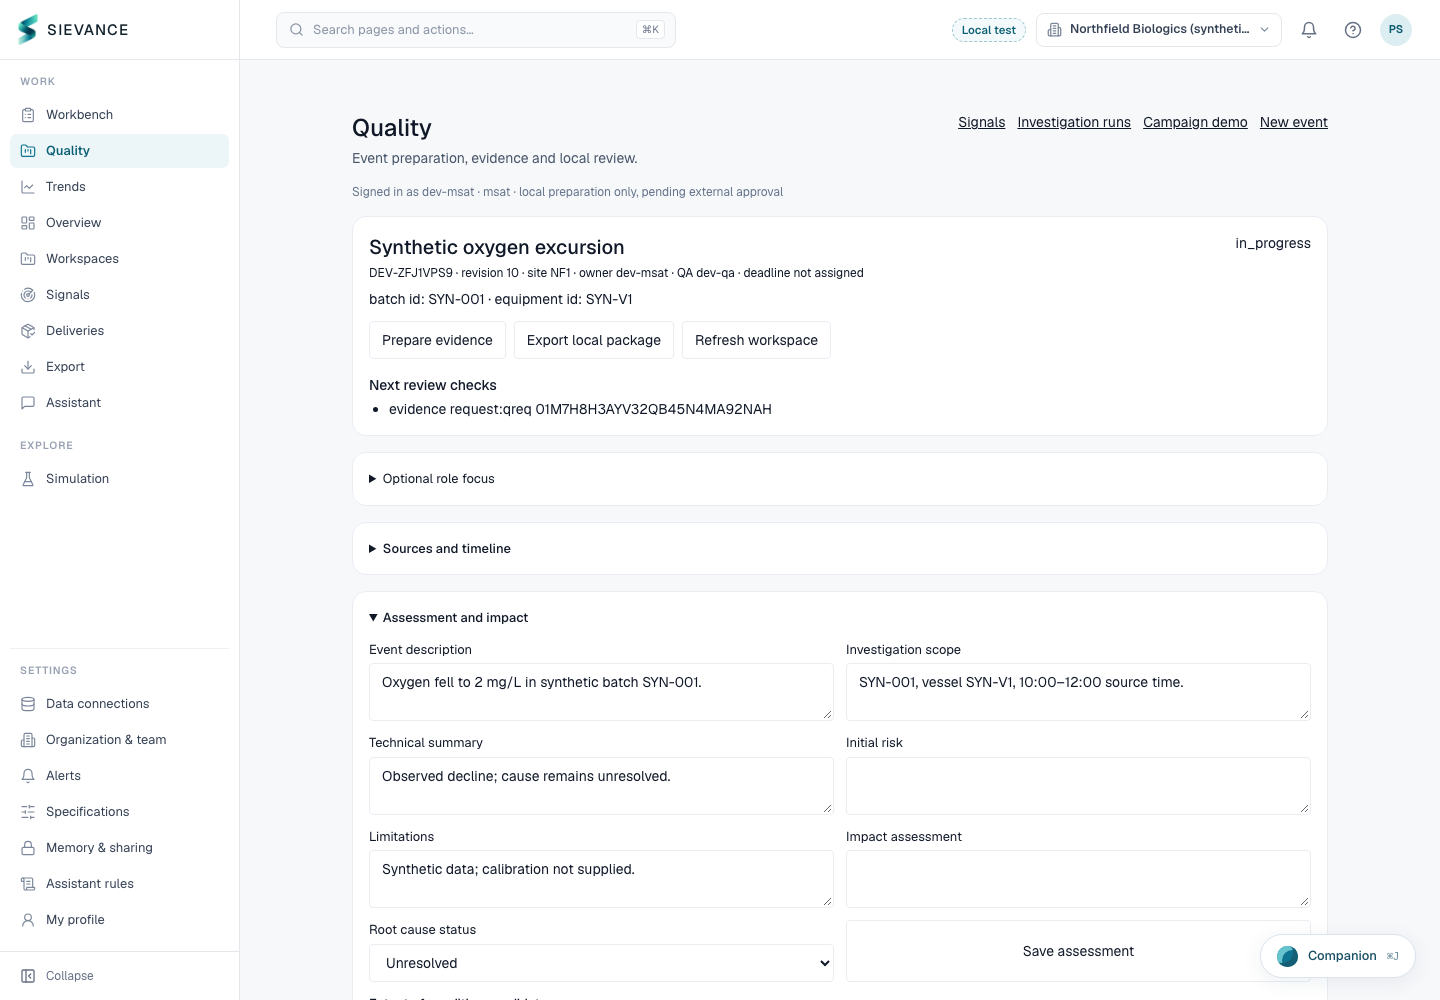 SIEVANCE
Search pages and actions...
⌘K
Local test
Northfield Biologics (syntheti...
PS
WORK
Workbench
Quality
Trends
Overview
Workspaces
Signals
Deliveries
Export
Assistant
EXPLORE
Simulation
SETTINGS
Data connections
Organization & team
Alerts
Specifications
Memory & sharing
Assistant rules
My profile
Collapse
Quality
Signals
Investigation runs
Campaign demo
New event
Event preparation, evidence and local review.
Signed in as dev-msat · msat · local preparation only, pending external approval
Synthetic oxygen excursion
in_progress
DEV-ZFJ1VPS9 · revision 10 · site NF1 · owner dev-msat · QA dev-qa · deadline not assigned
batch id: SYN-001 · equipment id: SYN-V1
Prepare evidence
Export local package
Refresh workspace
Next review checks
evidence request:qreq 01M7H8H3AYV32QB45N4MA92NAH
Optional role focus
Sources and timeline
Assessment and impact
Event description
Investigation scope
Oxygen fell to 2 mg/L in synthetic batch SYN-001.
SYN-001, vessel SYN-V1, 10:00–12:00 source time.
Technical summary
Initial risk
Observed decline; cause remains unresolved.
Limitations
Impact assessment
Synthetic data; calibration not supplied.
Root cause status
Unresolved
Save assessment
Companion ⌘J